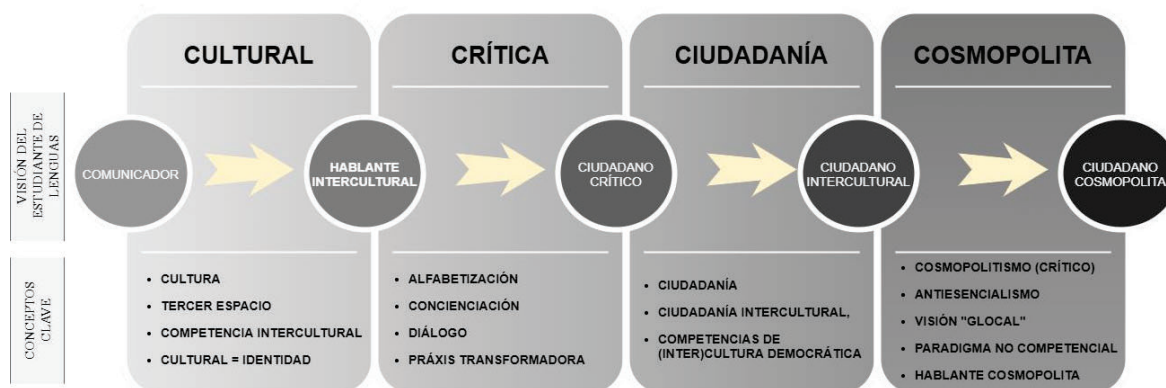 CULTURAL
CRÍTICA
CIUDADANÍA
COSMOPOLITA
VISIÓN DEL
ESTUDIANTE DE
LENGUAS
COMUNICADOR
HABLANTE
INTERCULTURAL
CIUDADANO
CRÍTICO
CIUDADANO
INTERCULTURAL
CIUDADANO
COSMOPOLITA
CONCEPTOS
CLAVE
• CULTURA
• TERCER ESPACIO
• COMPETENCIA INTERCULTURAL
• CULTURAL = IDENTIDAD
• ALFABETIZACIÓN
• CONCIENCIACIÓN
• DIÁLOGO
• PRÁXIS TRANSFORMADORA
• CIUDADANÍA
• CIUDADANÍA INTERCULTURAL,
• COMPETENCIAS DE
(INTER)CULTURA DEMOCRÁTICA
• COSMOPOLITISMO (CRÍTICO)
• ANTIESENCIALISMO
• VISIÓN "GLOCAL"
• PARADIGMA NO COMPETENCIAL
• HABLANTE COSMOPOLITA